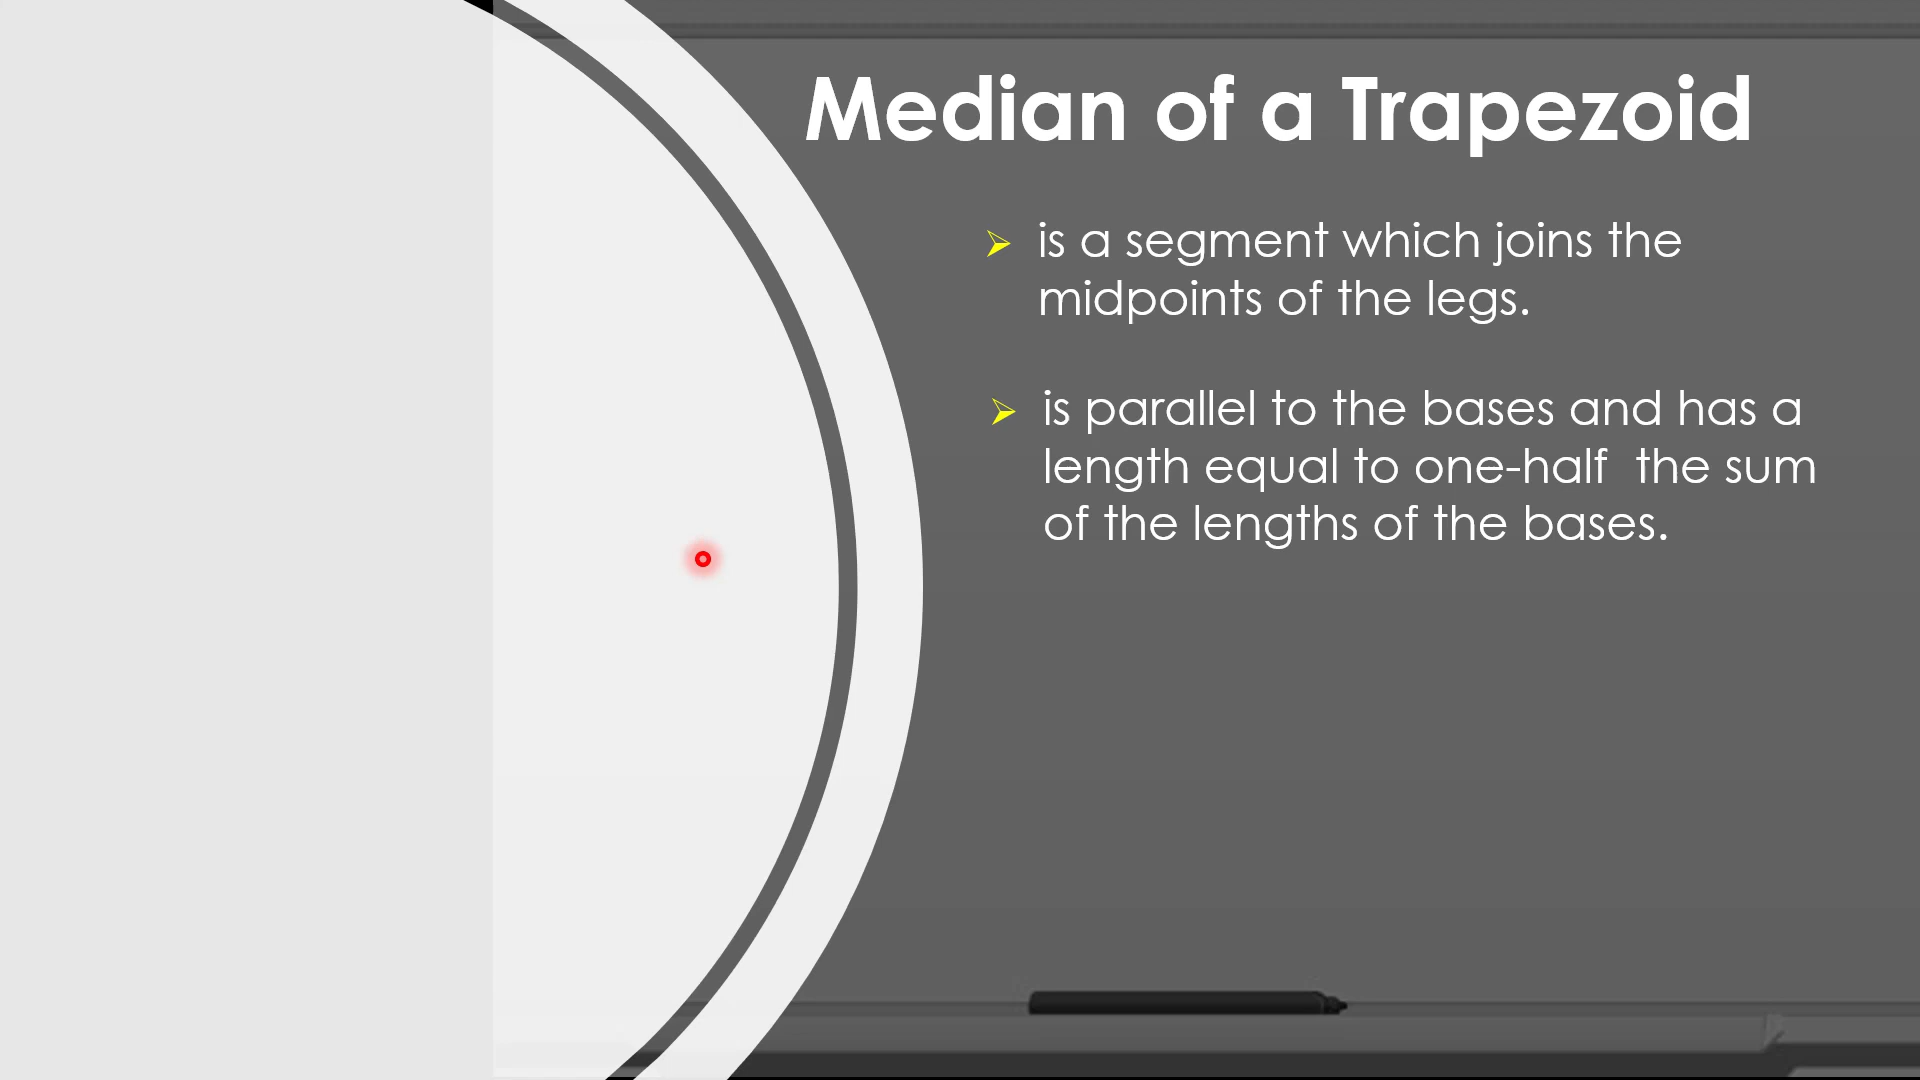 Median of a Trapezoid
is a segment which joins the
midpoints of the legs.
is parallel to the bases and has a
length equal to one-half  the sum
of the lengths of the bases.